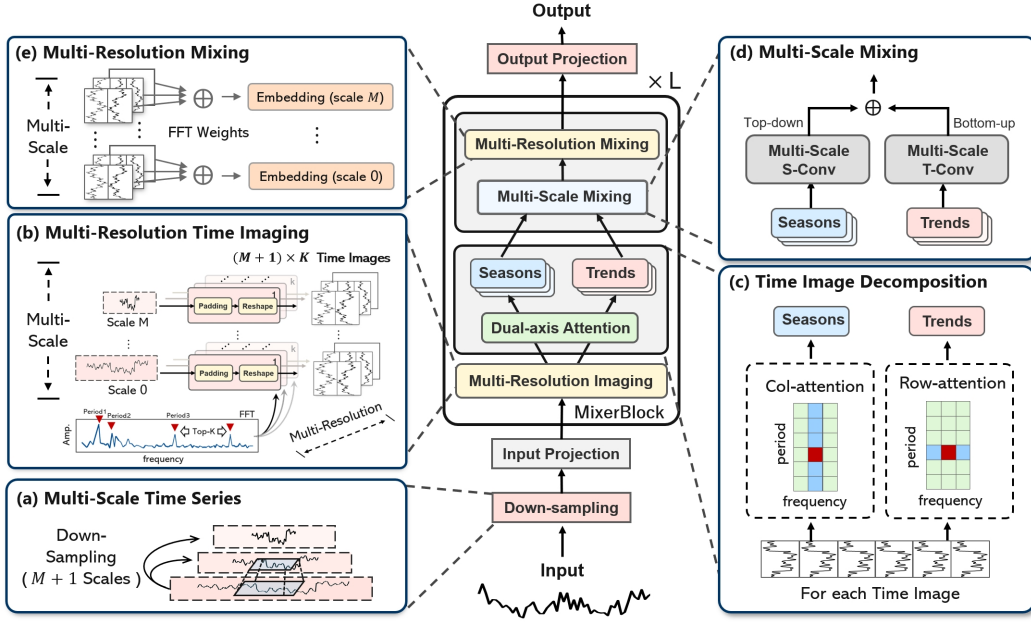 Output
Output Projection
× L
Multi-Resolution Mixing
Multi-Scale Mixing
Seasons
Trends
Dual-axis Attention
Multi-Resolution Imaging
MixerBlock
Input Projection
Down-sampling
Input
(e) Multi-Resolution Mixing
Multi-
Scale
FFT Weights
Embedding (scale M)
Embedding (scale 0)
(b) Multi-Resolution Time Imaging
(M + 1) × K Time Images
Multi-
Scale
Scale M
k
1
Padding
Reshape
Scale 0
k
1
Padding
Reshape
Period1
Period2
Period3
Top-K
FFT
Amp.
frequency
Multi-Resolution
(a) Multi-Scale Time Series
Down-
Sampling
( M + 1 Scales )
(d) Multi-Scale Mixing
Top-down
Bottom-up
Multi-Scale
S-Conv
Multi-Scale
T-Conv
Seasons
Trends
(c) Time Image Decomposition
Seasons
Trends
Col-attention
period
frequency
Row-attention
period
frequency
For each Time Image